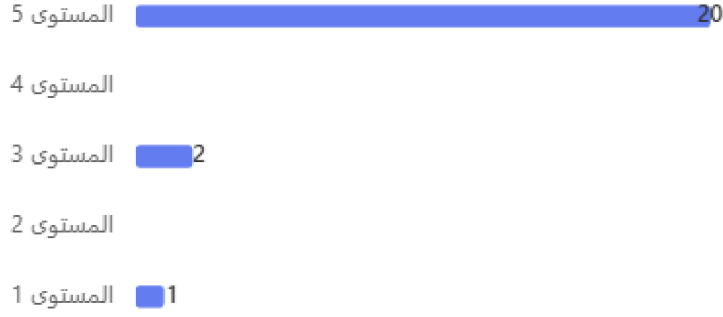 المستوى 5 20
المستوى 4
المستوى 3 2
المستوى 2
المستوى 1 1